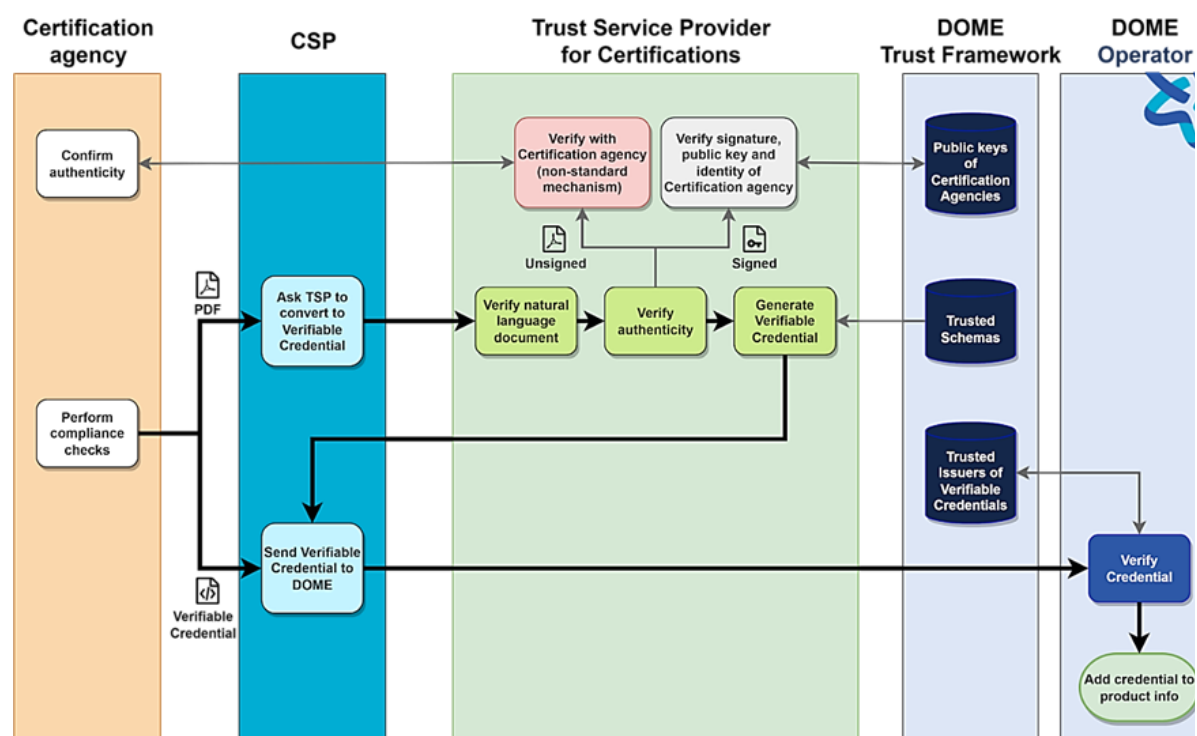 Certification
agency
CSP
Trust Service Provider
for Certifications
DOME
Trust Framework
DOME
Operator
Confirm
authenticity
Verify with
Certification agency
(non-standard
mechanism)
Verify signature,
public key and
identity of
Certification agency
Public keys
of
Certification
Agencies
Unsigned
Signed
PDF
Ask TSP to
convert to
Verifiable
Credential
Verify natural
language
document
Verify
authenticity
Generate
Verifiable
Credential
Trusted
Schemas
Perform
compliance
checks
Trusted
Issuers of
Verifiable
Credentials
Send Verifiable
Credential to
DOME
Verify
Credential
Verifiable
Credential
Add credential to
product info